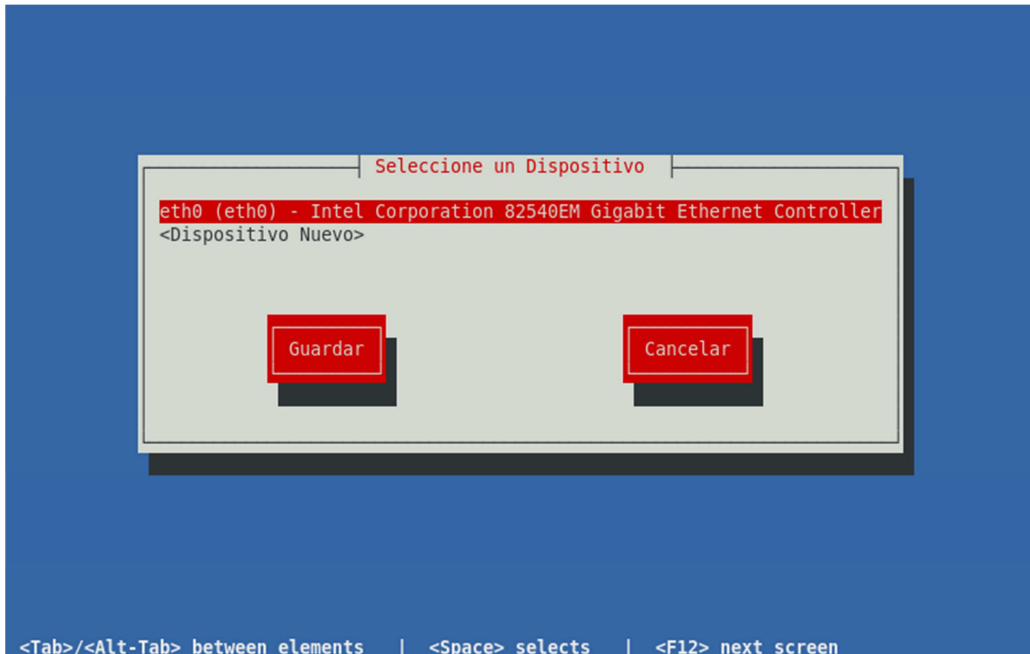 Seleccione un Dispositivo
eth0 (eth0) - Intel Corporation 82540EM Gigabit Ethernet Controller
<Dispositivo Nuevo>
Guardar
Cancelar
<Tab>/<Alt-Tab> between elements | <Space> selects | <F12> next screen